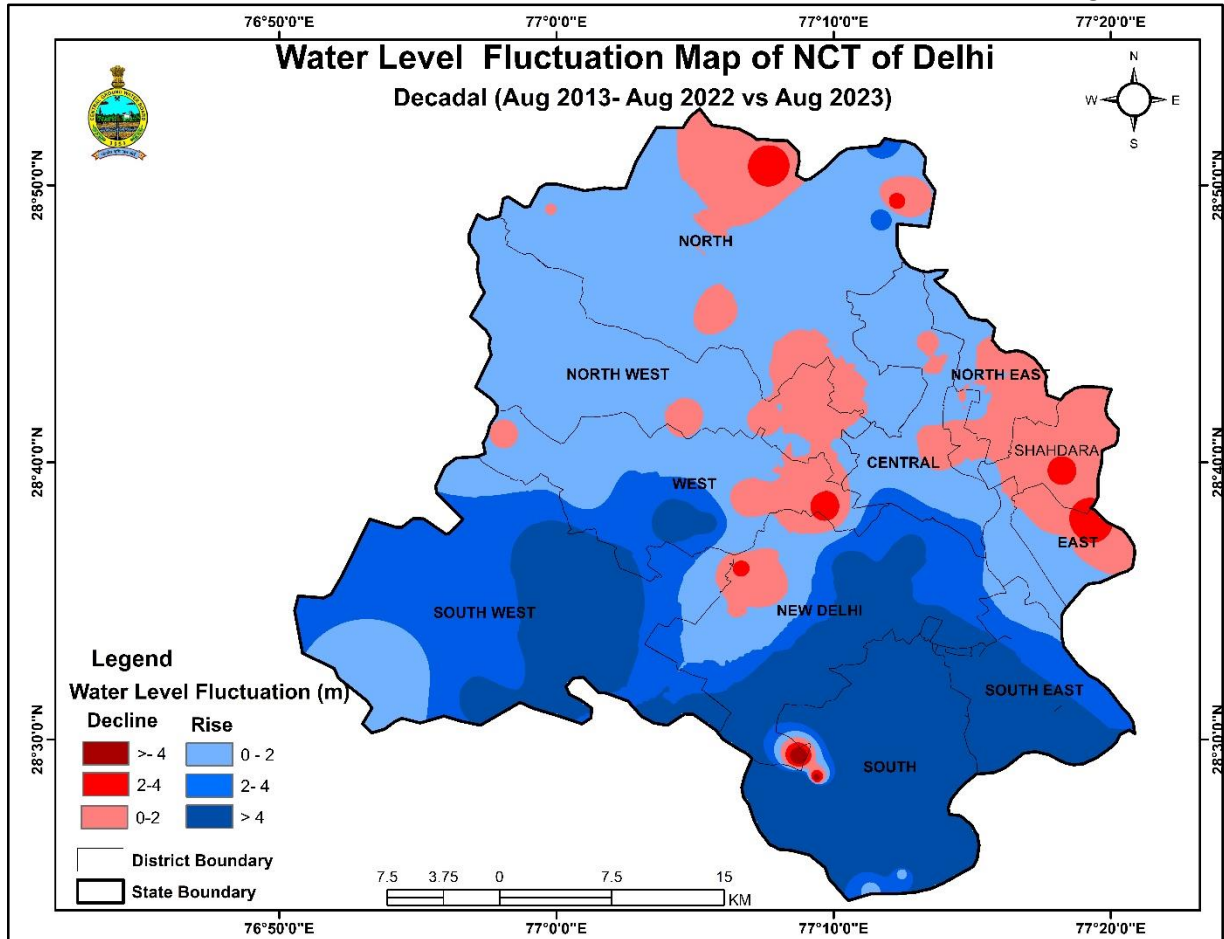 76°50'0"E 77°0'0"E 77°10'0"E 77°20'0"E
Water Level Fluctuation Map of NCT of Delhi
Decadal (Aug 2013- Aug 2022 vs Aug 2023)
CENTRAL GROUND WATER BOARD
N
W E
S
28°50'0"N 28°50'0"N
NORTH
NORTH WEST
NORTH EAST
28°40'0"N 28°40'0"N
SHAHDARA
CENTRAL
WEST
EAST
SOUTH WEST
NEW DELHI
SOUTH EAST
28°30'0"N 28°30'0"N
SOUTH
Legend
Water Level Fluctuation (m)
Decline Rise
>- 4 0 - 2
2-4 2- 4
0-2 > 4
District Boundary
State Boundary
7.5 3.75 0 7.5 15
KM
76°50'0"E 77°0'0"E 77°10'0"E 77°20'0"E